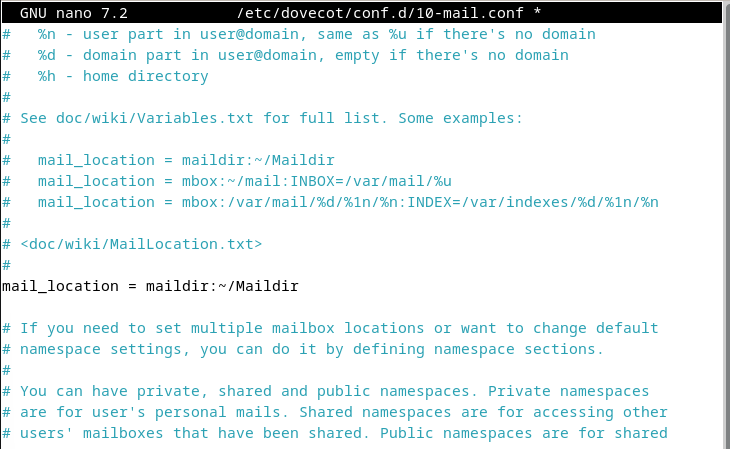 GNU nano 7.2 /etc/dovecot/conf.d/10-mail.conf *
#   %n - user part in user@domain, same as %u if there's no domain
#   %d - domain part in user@domain, empty if there's no domain
#   %h - home directory
#
# See doc/wiki/Variables.txt for full list. Some examples:
#
#   mail_location = maildir:~/Maildir
#   mail_location = mbox:~/mail:INBOX=/var/mail/%u
#   mail_location = mbox:/var/mail/%d/%1n/%n:INDEX=/var/indexes/%d/%1n/%n
#
# <doc/wiki/MailLocation.txt>
#
mail_location = maildir:~/Maildir

# If you need to set multiple mailbox locations or want to change default
# namespace settings, you can do it by defining namespace sections.
#
# You can have private, shared and public namespaces. Private namespaces
# are for user's personal mails. Shared namespaces are for accessing other
# users' mailboxes that have been shared. Public namespaces are for shared